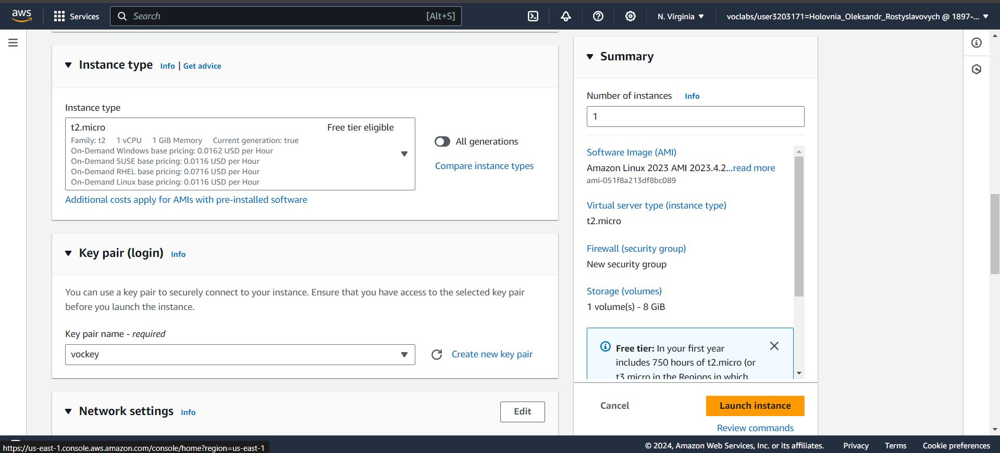 aws
Services
Search
[Alt+S]
N. Virginia
voclabs/user3203171=Holovnia_Oleksandr_Rostyslavovych @ 1897-...
Instance type
Info | Get advice
Instance type
t2.micro
Free tier eligible
Family: t2 1 vCPU 1 GiB Memory Current generation: true
On-Demand Windows base pricing: 0.0162 USD per Hour
On-Demand SUSE base pricing: 0.0116 USD per Hour
On-Demand RHEL base pricing: 0.0716 USD per Hour
On-Demand Linux base pricing: 0.0116 USD per Hour
All generations
Compare instance types
Additional costs apply for AMIs with pre-installed software
Key pair (login)
Info
You can use a key pair to securely connect to your instance. Ensure that you have access to the selected key pair
before you launch the instance.
Key pair name - required
vockey
Create new key pair
Network settings
Info
Edit
Summary
Number of instances
Info
1
Software Image (AMI)
Amazon Linux 2023 AMI 2023.4.2...read more
ami-051f8a213df8bc089
Virtual server type (instance type)
t2.micro
Firewall (security group)
New security group
Storage (volumes)
1 volume(s) - 8 GiB
Free tier: In your first year
includes 750 hours of t2.micro (or
t3.micro in the Regions in which
Cancel
Launch instance
Review commands
https://us-east-1.console.aws.amazon.com/console/home?region=us-east-1
© 2024, Amazon Web Services, Inc. or its affiliates.
Privacy
Terms
Cookie preferences